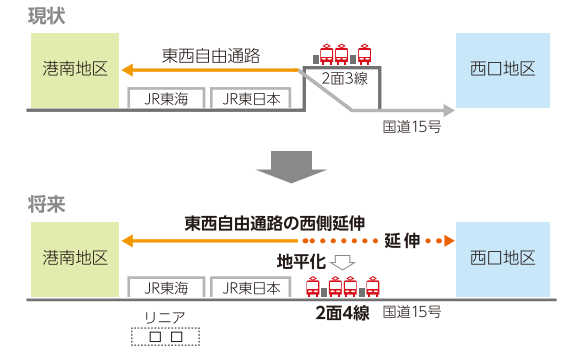 現状
港南地区
東西自由通路
2面3線
西口地区
JR東海
JR東日本
国道15号
将来
東西自由通路の西側延伸
港南地区
延伸
西口地区
地平化
JR東海
JR東日本
2面4線
国道15号
リニア